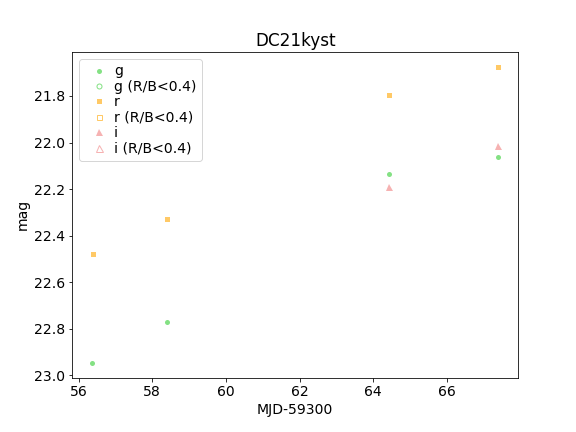 DC21kyst
g
g (R/B<0.4)
r
r (R/B<0.4)
i
i (R/B<0.4)
mag
21.8
22.0
22.2
22.4
22.6
22.8
23.0
56 58 60 62 64 66
MJD-59300